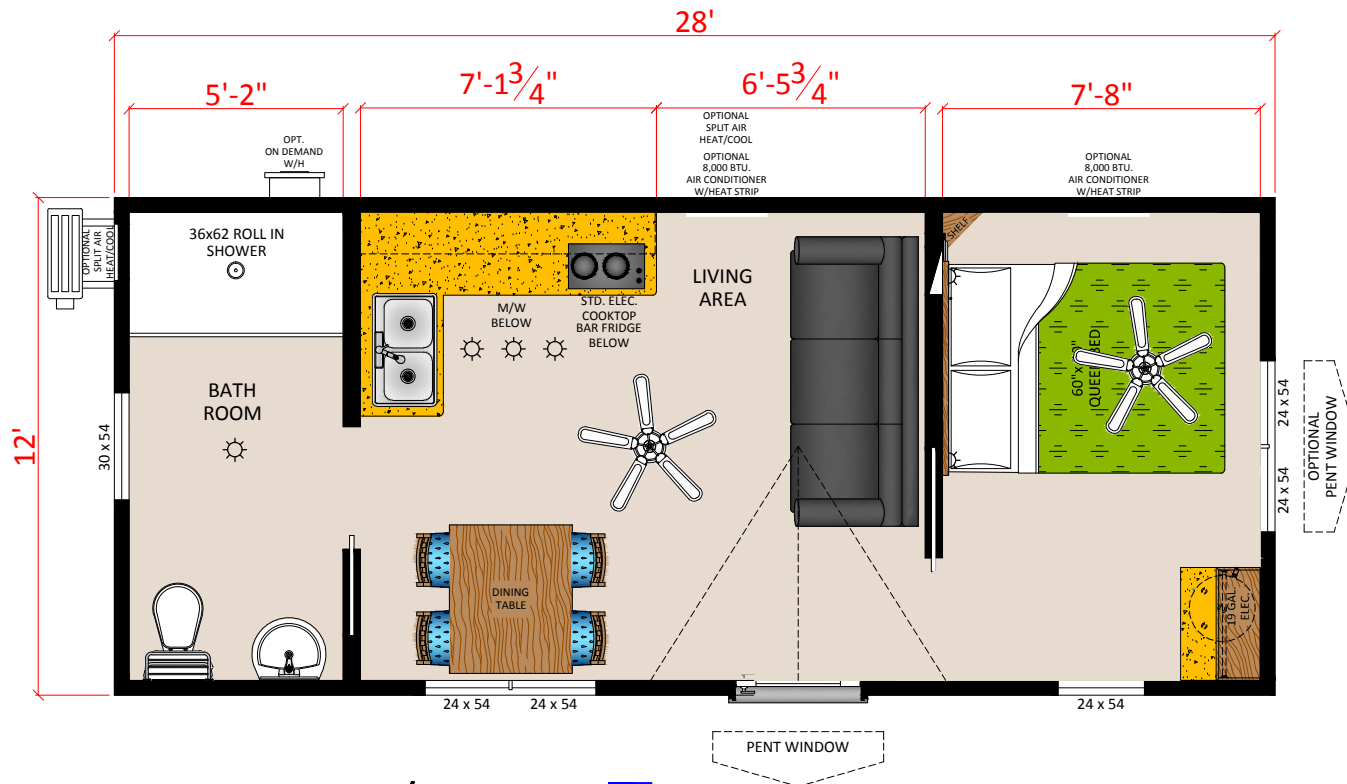 28'
5'-2"
7'-1 3/4"
6'-5 3/4"
7'-8"
OPT.
ON DEMAND
W/H
OPTIONAL
SPLIT AIR
HEAT/COOL
OPTIONAL
8,000 BTU.
AIR CONDITIONER
W/HEAT STRIP
OPTIONAL
8,000 BTU.
AIR CONDITIONER
W/HEAT STRIP
12'
OPTIONAL
SPLIT AIR
HEAT/COOL
36x62 ROLL IN
SHOWER
M/W
BELOW
STD. ELEC.
COOKTOP
BAR FRIDGE
BELOW
LIVING
AREA
SHELF
BATH
ROOM
30 x 54
QUEEN BED
24 x 54
24 x 54
OPTIONAL
PENT WINDOW
DINING
TABLE
19 GAL.
ELEC.
24 x 54
24 x 54
24 x 54
PENT WINDOW